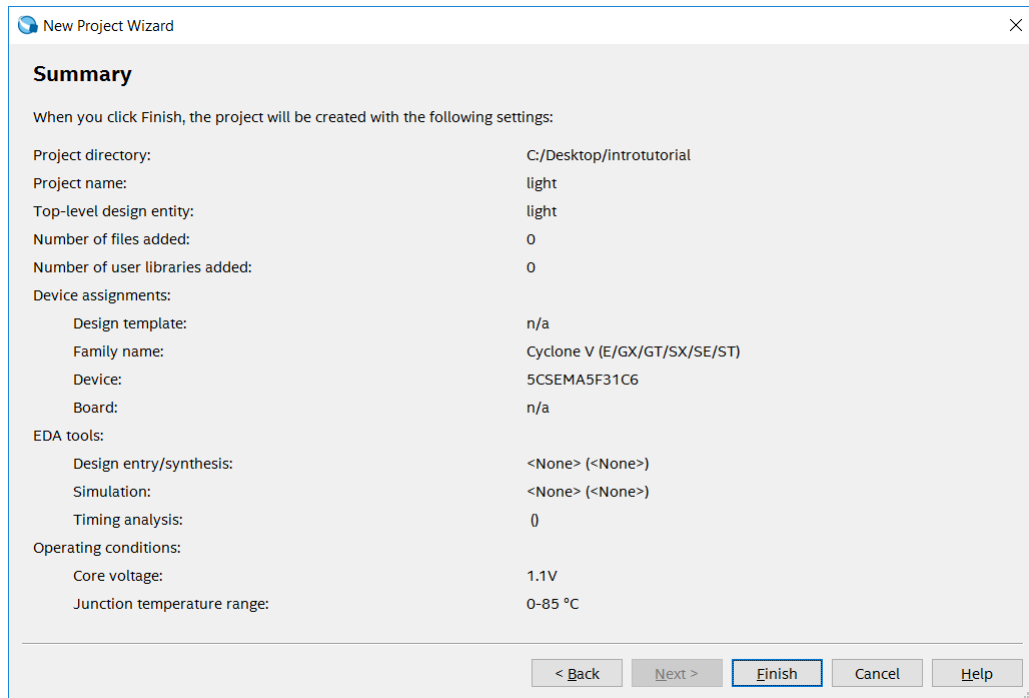 New Project Wizard
Summary
When you click Finish, the project will be created with the following settings:
Project directory: C:/Desktop/introtutorial
Project name: light
Top-level design entity: light
Number of files added: 0
Number of user libraries added: 0
Device assignments:
Design template: n/a
Family name: Cyclone V (E/GX/GT/SX/SE/ST)
Device: 5CSEMA5F31C6
Board: n/a
EDA tools:
Design entry/synthesis: <None> (<None>)
Simulation: <None> (<None>)
Timing analysis: ()
Operating conditions:
Core voltage: 1.1V
Junction temperature range: 0-85 °C
< Back Next > Finish Cancel Help